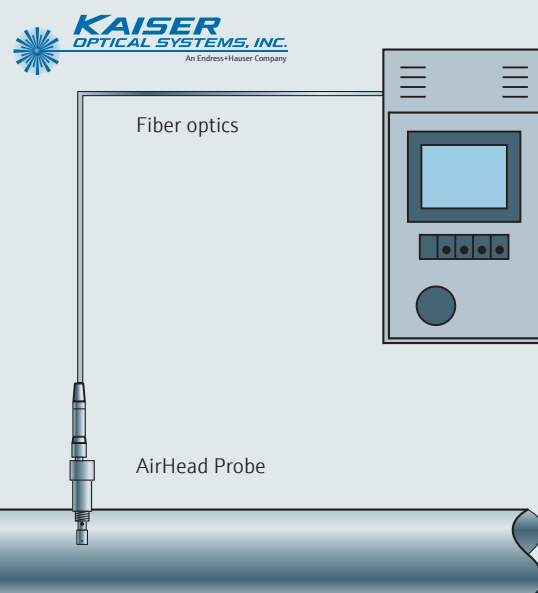 KAISER
OPTICAL SYSTEMS, INC.
An Endress+Hauser Company
Fiber optics
AirHead Probe